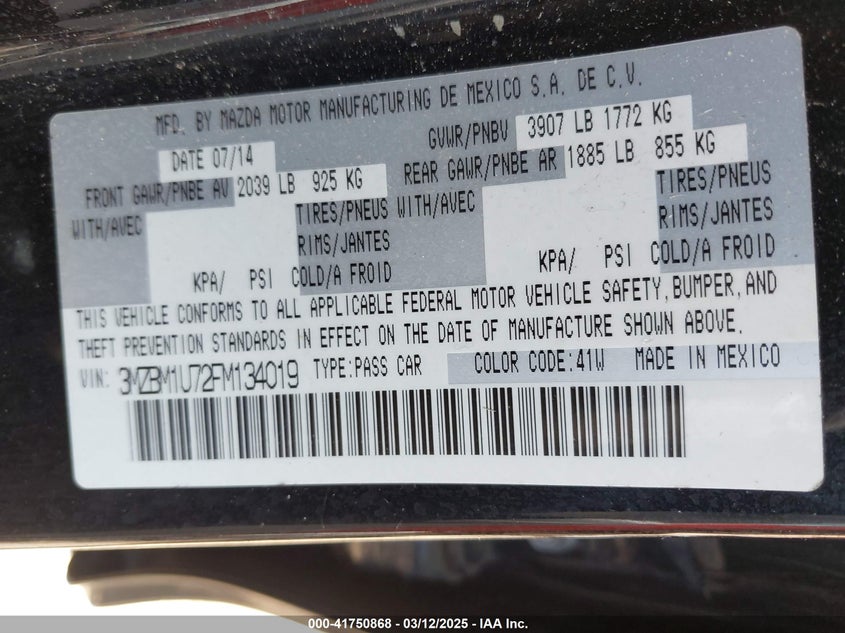 MFD. BY MAZDA MOTOR MANUFACTURING DE MEXICO S.A. DE C.V.
DATE 07/14 GVWR/PNBV 3907 LB 1772 KG
FRONT GAWR/PNBE AV 2039 LB 925 KG REAR GAWR/PNBE AR 1885 LB 855 KG
WITH/AVEC TIRES/PNEUS WITH/AVEC TIRES/PNEUS
RIMS/JANTES RIMS/JANTES
KPA/ PSI COLD/A FROID KPA/ PSI COLD/A FROID
THIS VEHICLE CONFORMS TO ALL APPLICABLE FEDERAL MOTOR VEHICLE SAFETY, BUMPER, AND
THEFT PREVENTION STANDARDS IN EFFECT ON THE DATE OF MANUFACTURE SHOWN ABOVE.
VIN: 3MZBM1U72FM134019 TYPE:PASS CAR COLOR CODE:41W MADE IN MEXICO
000-41750868 - 03/12/2025 - IAA Inc.